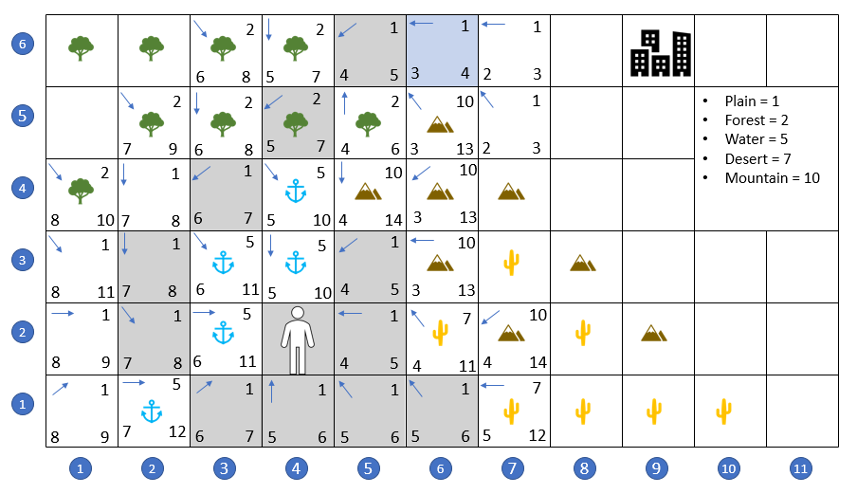 2 2 1 1 1
6 6 8 5 7 4 5 3 4 2 3
2 2 2 2 10 1
5 7 9 6 8 5 7 4 6 3 13 2 3
• Plain = 1
• Forest = 2
• Water = 5
• Desert = 7
• Mountain = 10
2 1 1 5 10 10
4 8 10 7 8 6 7 5 10 4 14 3 13
1 1 5 5 1 10
3 8 11 7 8 6 11 5 10 4 5 3 13
1 1 5 1 7 10
2 8 9 7 8 6 11 4 5 4 11 4 14
1 5 1 1 1 1 7
1 8 9 7 12 6 7 5 6 5 6 5 6 5 12
1 2 3 4 5 6 7 8 9 10 11